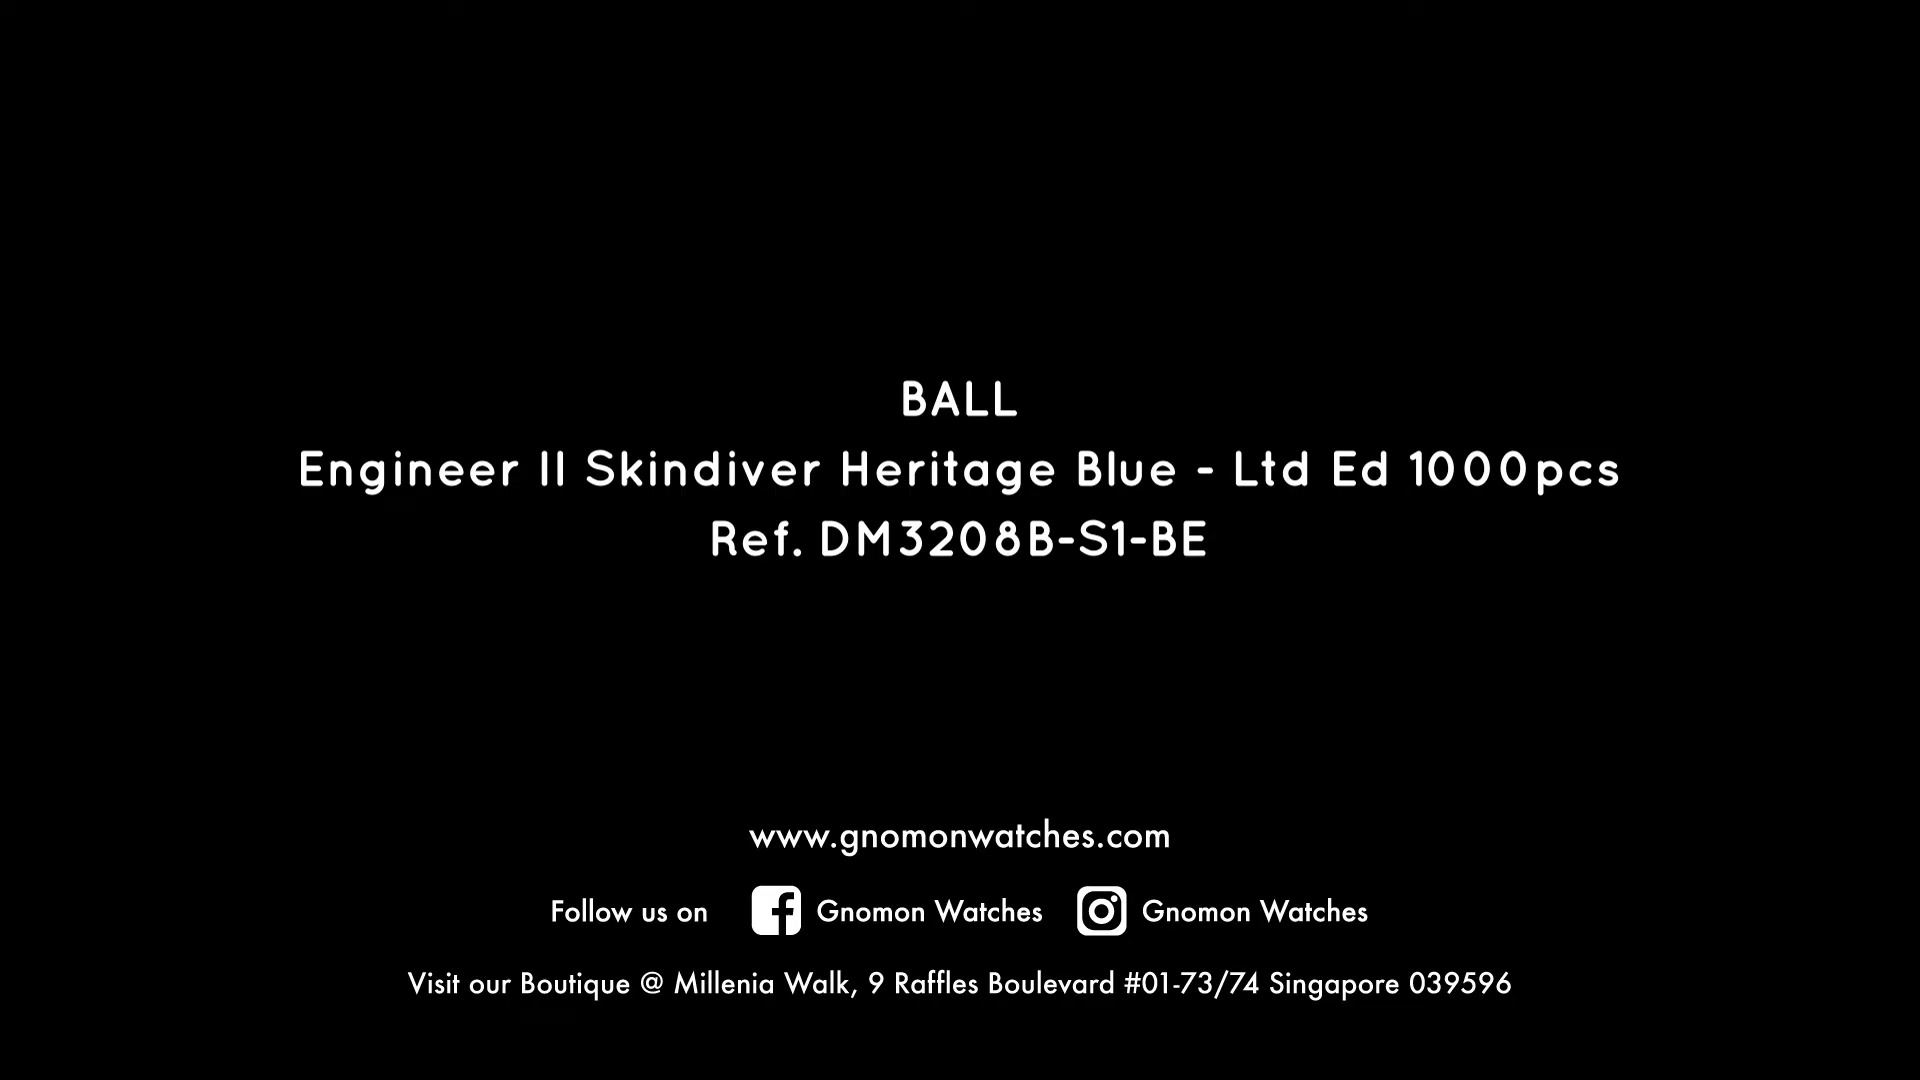 BALL
Engineer II Skindiver Heritage Blue - Ltd Ed 1000pcs
Ref. DM3208B-S1-BE
www.gnomonwatches.com
Follow us on Gnomon Watches Gnomon Watches
Visit our Boutique @ Millenia Walk, 9 Raffles Boulevard #01-73/74 Singapore 039596